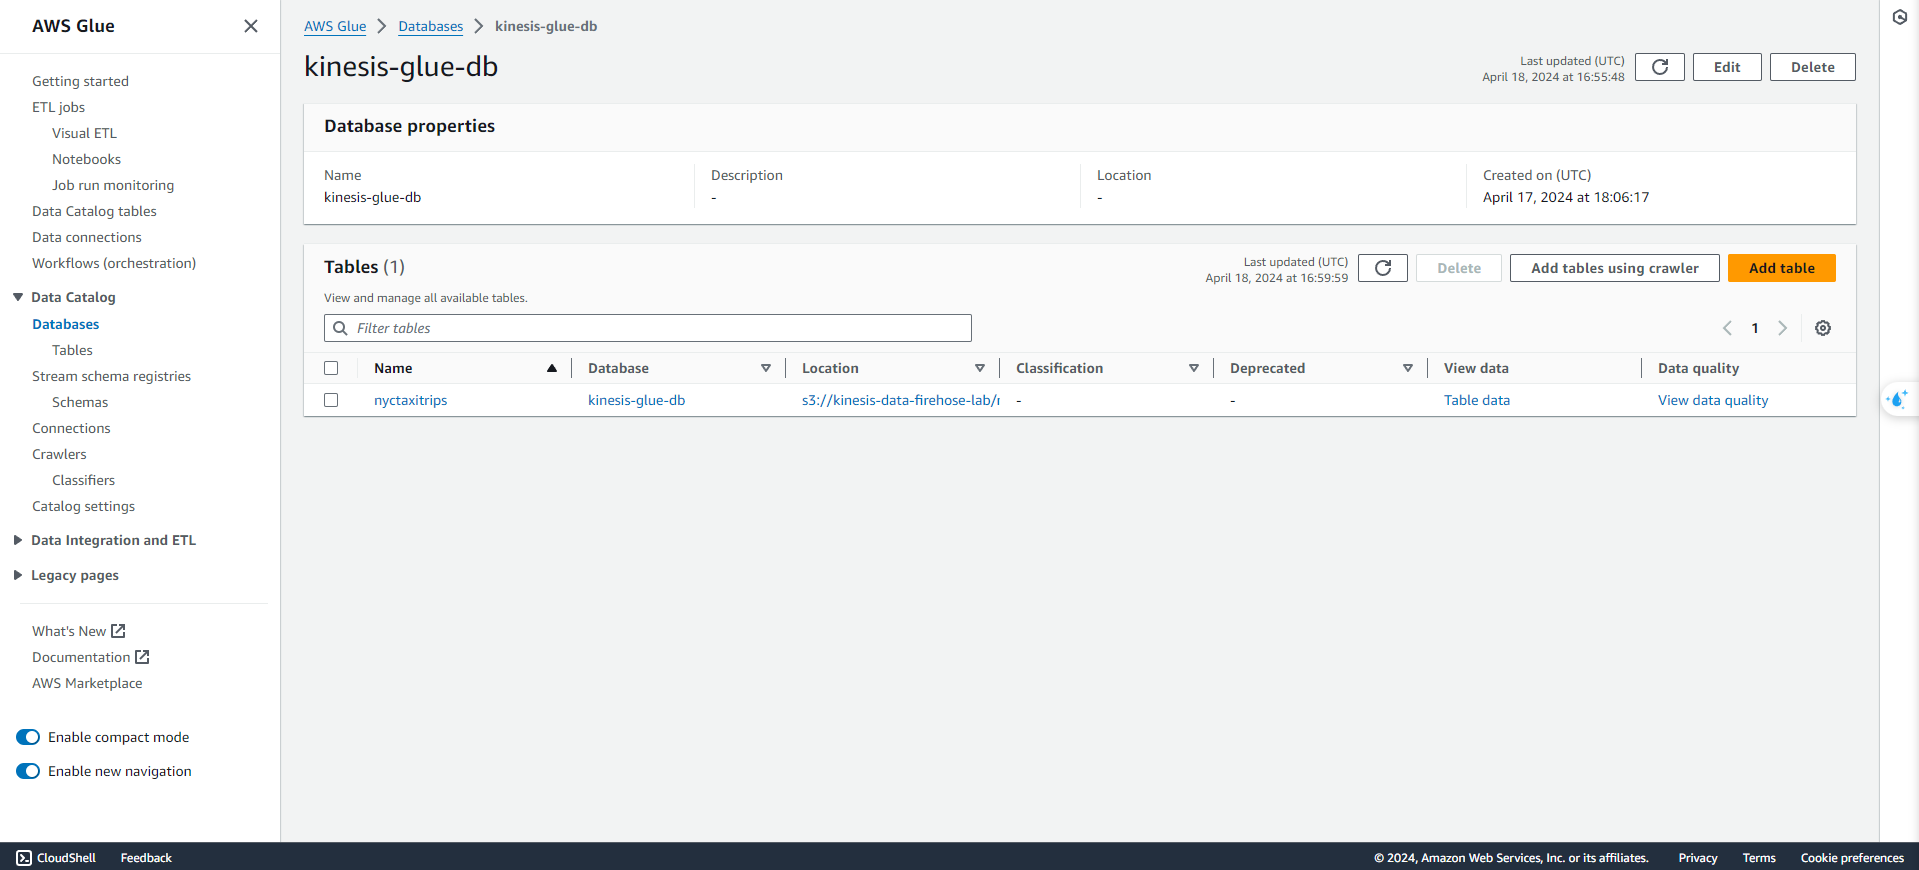 AWS Glue
Getting started
ETL jobs
Visual ETL
Notebooks
Job run monitoring
Data Catalog tables
Data connections
Workflows (orchestration)
Data Catalog
Databases
Tables
Stream schema registries
Schemas
Connections
Crawlers
Classifiers
Catalog settings
Data Integration and ETL
Legacy pages
What's New
Documentation
AWS Marketplace
Enable compact mode
Enable new navigation
AWS Glue > Databases > kinesis-glue-db
kinesis-glue-db
Last updated (UTC)
April 18, 2024 at 16:55:48
Edit
Delete
Database properties
Name
kinesis-glue-db
Description
-
Location
-
Created on (UTC)
April 17, 2024 at 18:06:17
Tables (1)
View and manage all available tables.
Last updated (UTC)
April 18, 2024 at 16:59:59
Delete
Add tables using crawler
Add table
Filter tables
1
Name Database Location Classification Deprecated View data Data quality
nyctaxitrips kinesis-glue-db s3://kinesis-data-firehose-lab/ - - Table data View data quality
CloudShell Feedback © 2024, Amazon Web Services, Inc. or its affiliates. Privacy Terms Cookie preferences